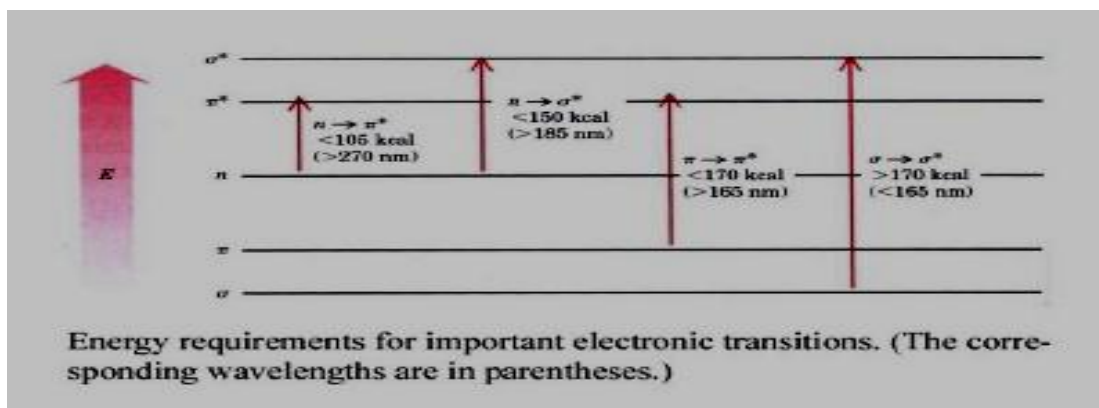 σ*
π*
n → π*
<105 kcal
(>270 nm)
n → σ*
<150 kcal
(>185 nm)
π → π*
<170 kcal
(>165 nm)
σ → σ*
>170 kcal
(<165 nm)
E
n
π
σ
Energy requirements for important electronic transitions. (The corre-
sponding wavelengths are in parentheses.)